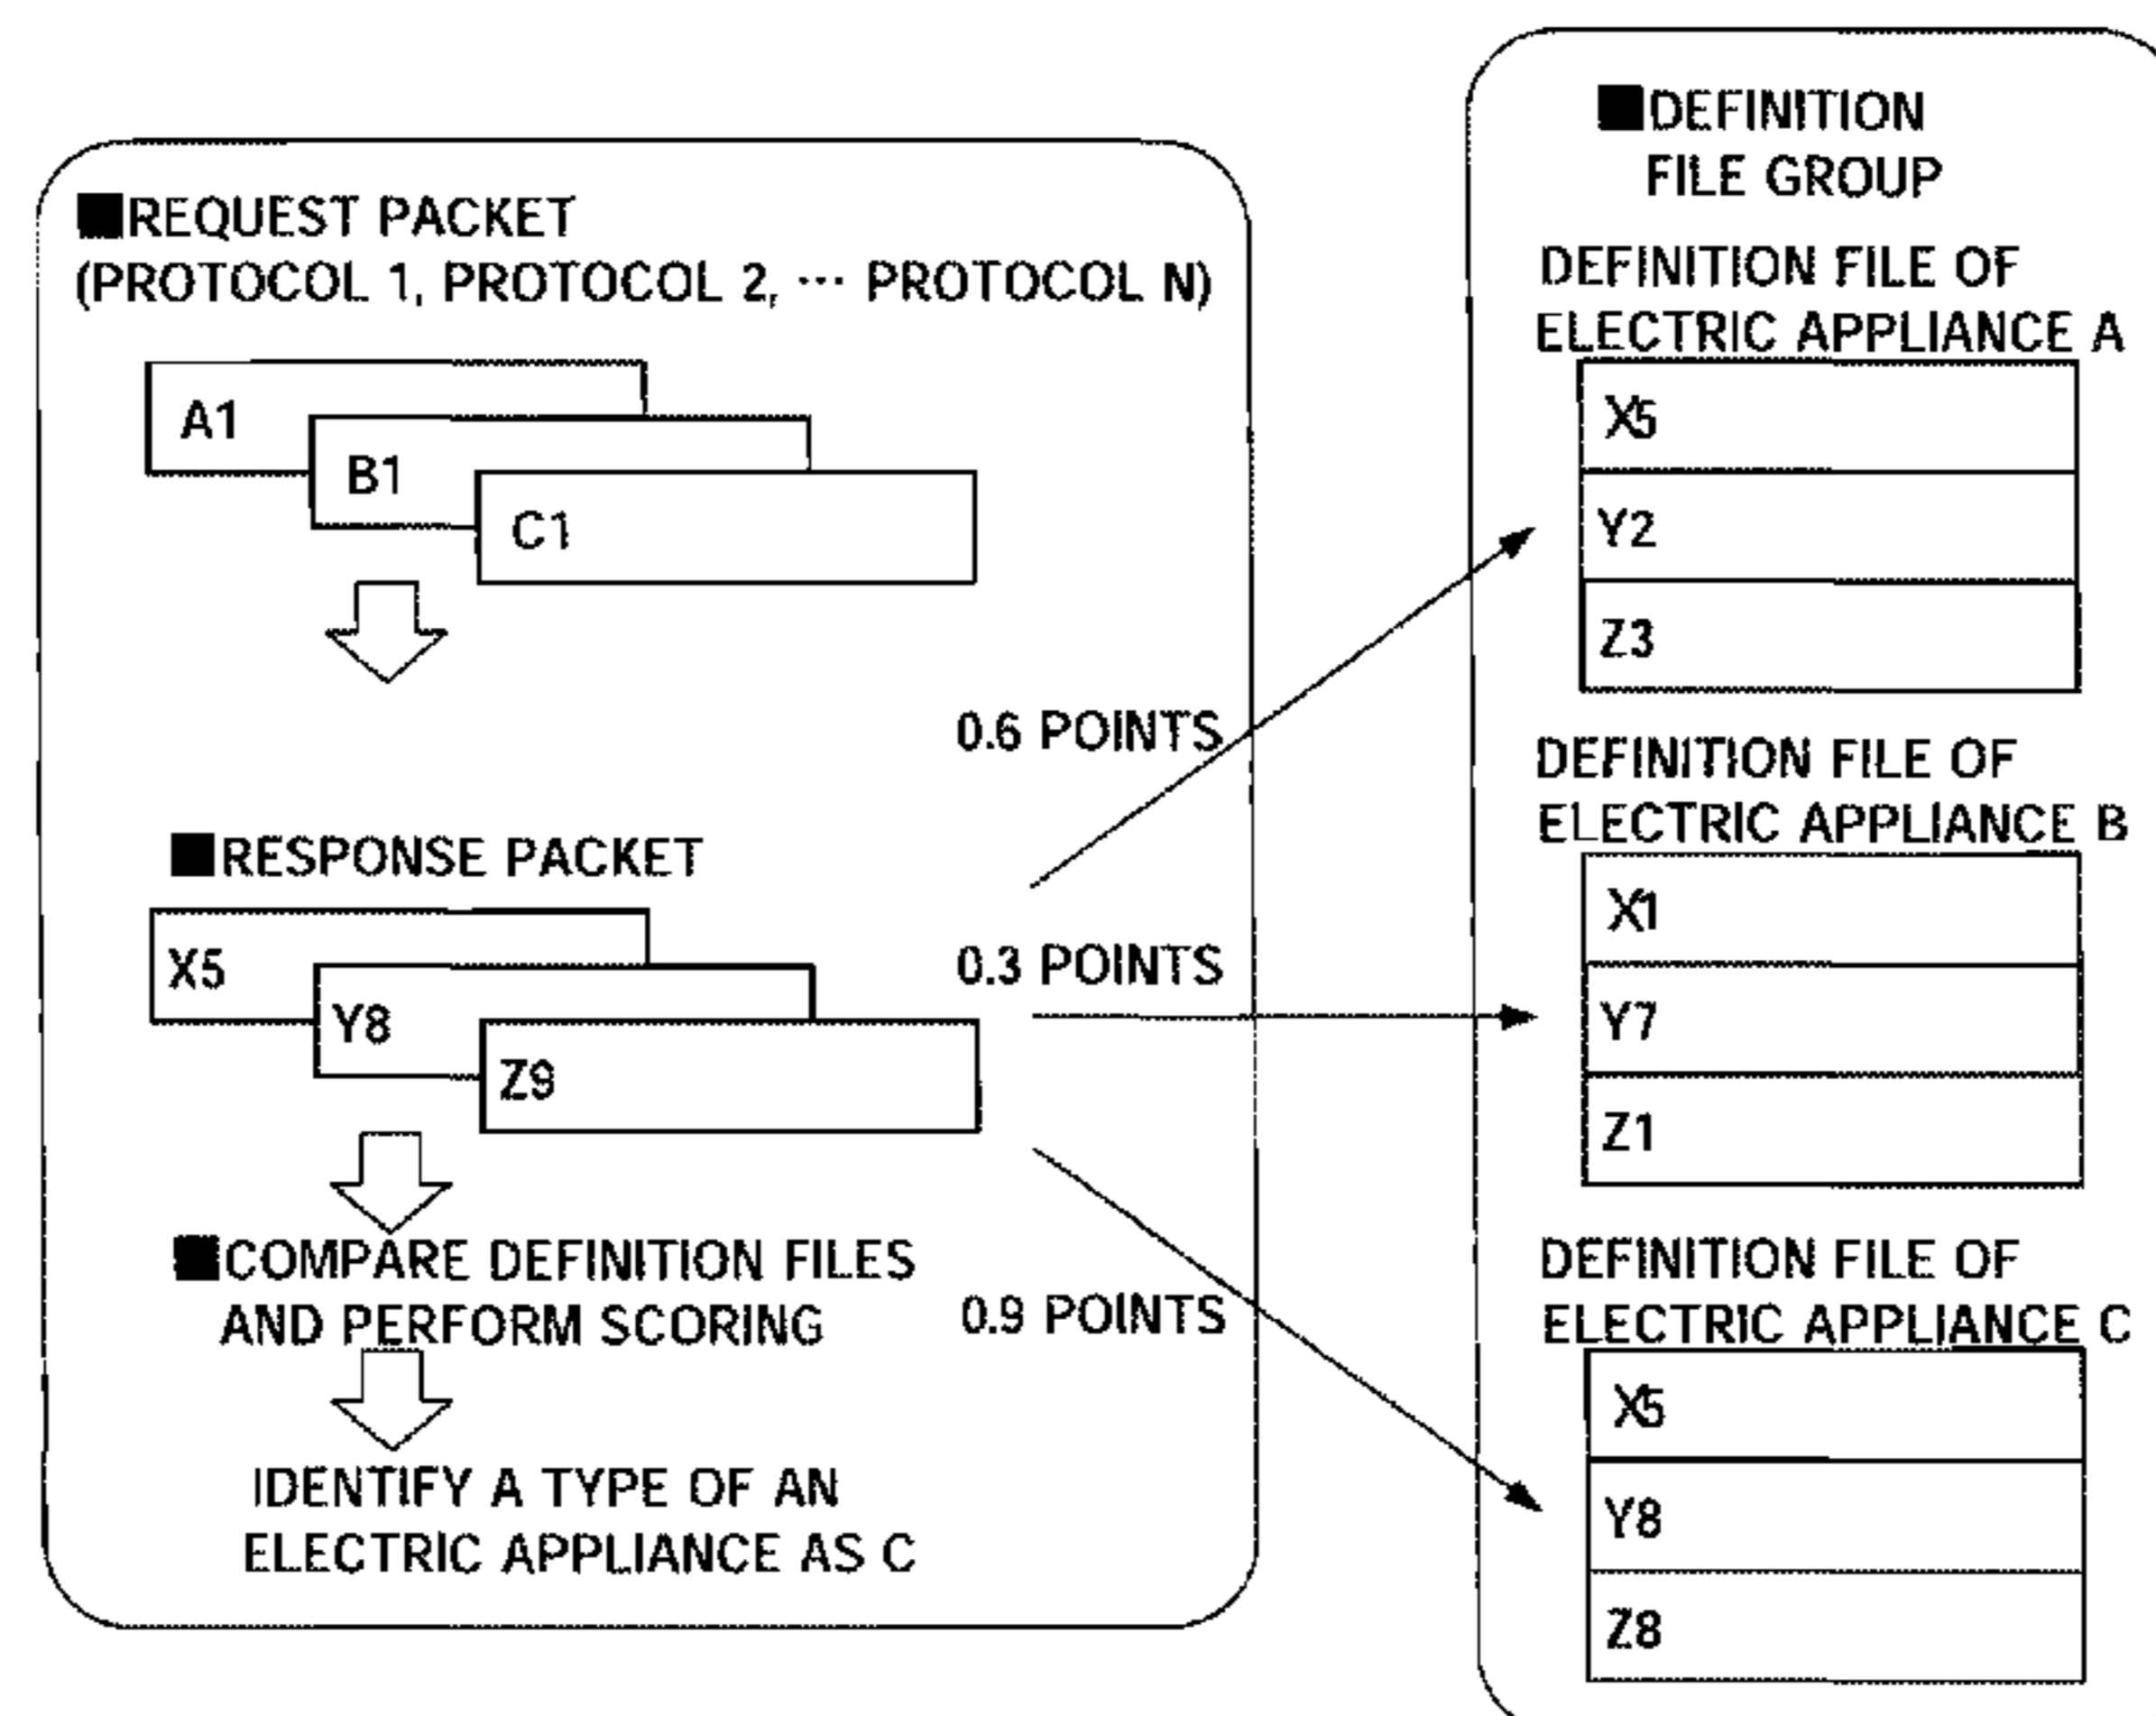 ■REQUEST PACKET
(PROTOCOL 1, PROTOCOL 2, ··· PROTOCOL N)
A1
B1
C1
■RESPONSE PACKET
X5
Y8
Z9
■COMPARE DEFINITION FILES
AND PERFORM SCORING
IDENTIFY A TYPE OF AN
ELECTRIC APPLIANCE AS C
0.6 POINTS
0.3 POINTS
0.9 POINTS
■DEFINITION
FILE GROUP
DEFINITION FILE OF
ELECTRIC APPLIANCE A
X5
Y2
Z3
DEFINITION FILE OF
ELECTRIC APPLIANCE B
X1
Y7
Z1
DEFINITION FILE OF
ELECTRIC APPLIANCE C
X5
Y8
Z8